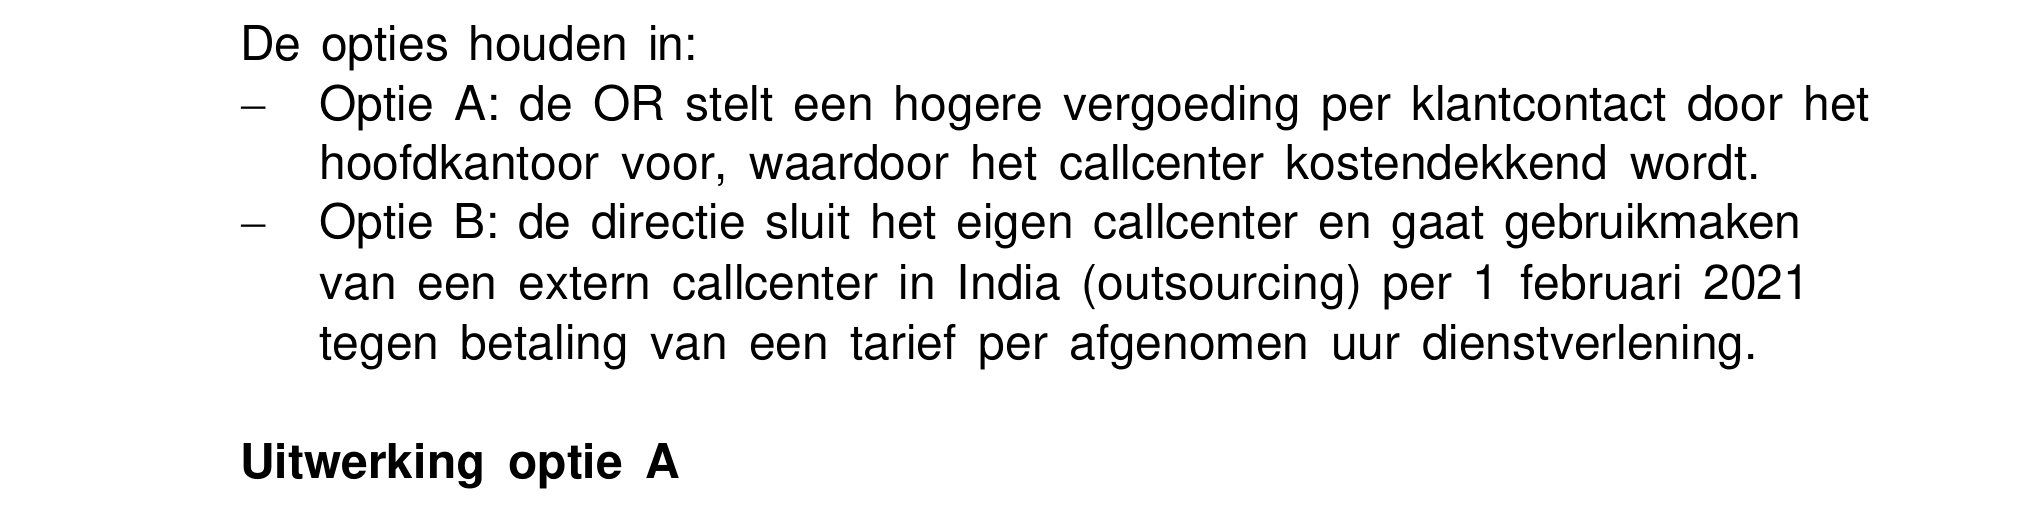 De opties houden in:
– Optie A: de OR stelt een hogere vergoeding per klantcontact door het
hoofdkantoor voor, waardoor het callcenter kostendekkend wordt.
– Optie B: de directie sluit het eigen callcenter en gaat gebruikmaken
van een extern callcenter in India (outsourcing) per 1 februari 2021
tegen betaling van een tarief per afgenomen uur dienstverlening.
Uitwerking optie A